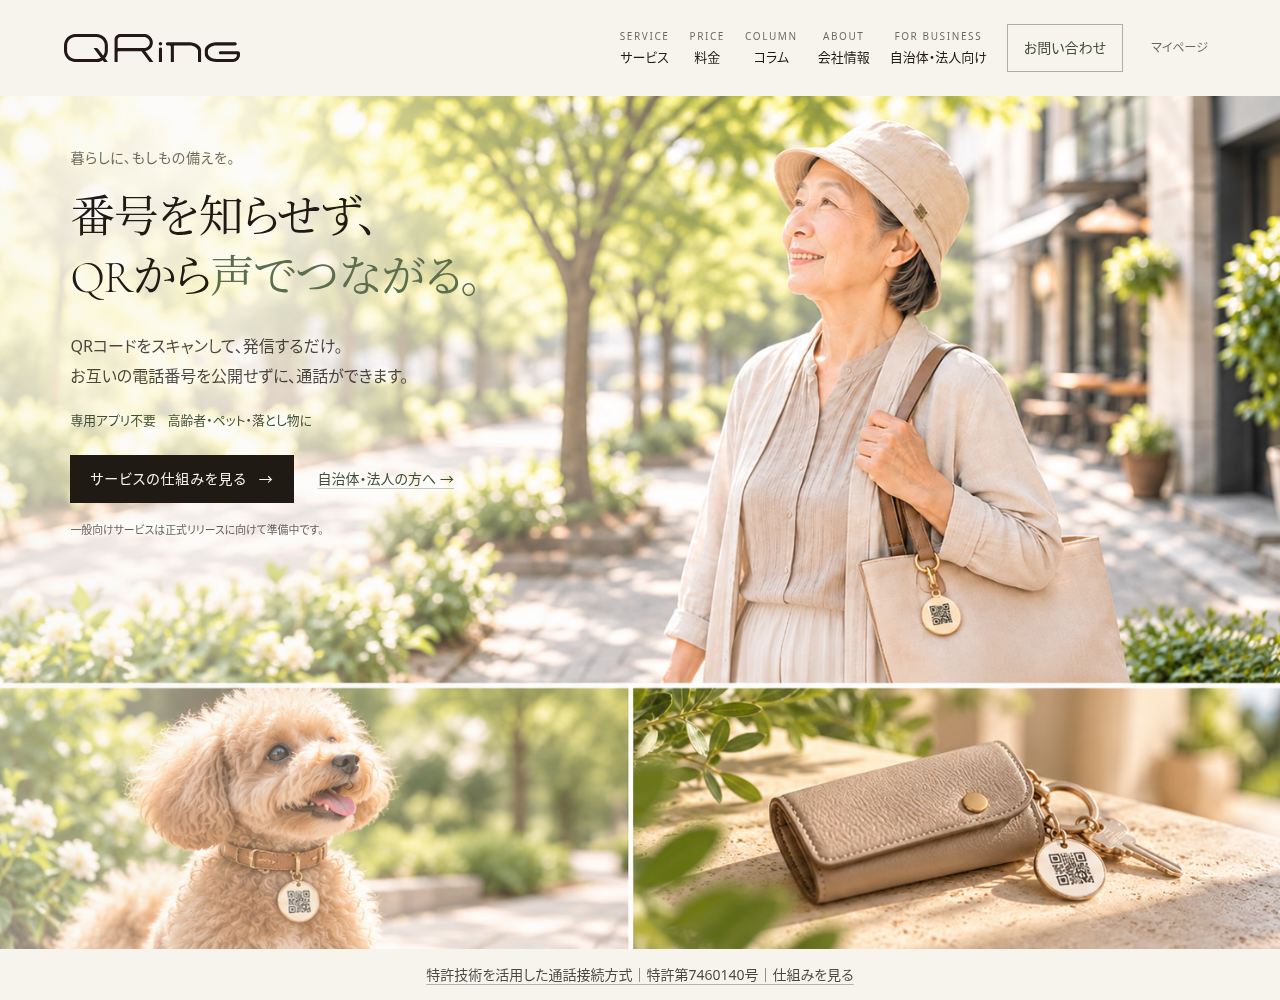 QRiNG
SERVICE
サービス
PRICE
料金
COLUMN
コラム
ABOUT
会社情報
FOR BUSINESS
自治体・法人向け
お問い合わせ
マイページ
暮らしに、もしもの備えを。
番号を知らせず、
QRから声でつながる。
QRコードをスキャンして、発信するだけ。
お互いの電話番号を公開せずに、通話ができます。
専用アプリ不要 高齢者・ペット・落とし物に
サービスの仕組みを見る →
自治体・法人の方へ →
一般向けサービスは正式リリースに向けて準備中です。
特許技術を活用した通話接続方式｜特許第7460140号｜仕組みを見る